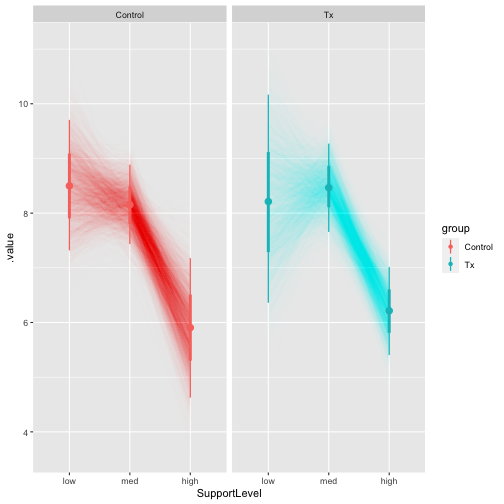 Control
Tx
10
8
6
4
.value
low
med
high
low
med
high
SupportLevel
group
Control
Tx